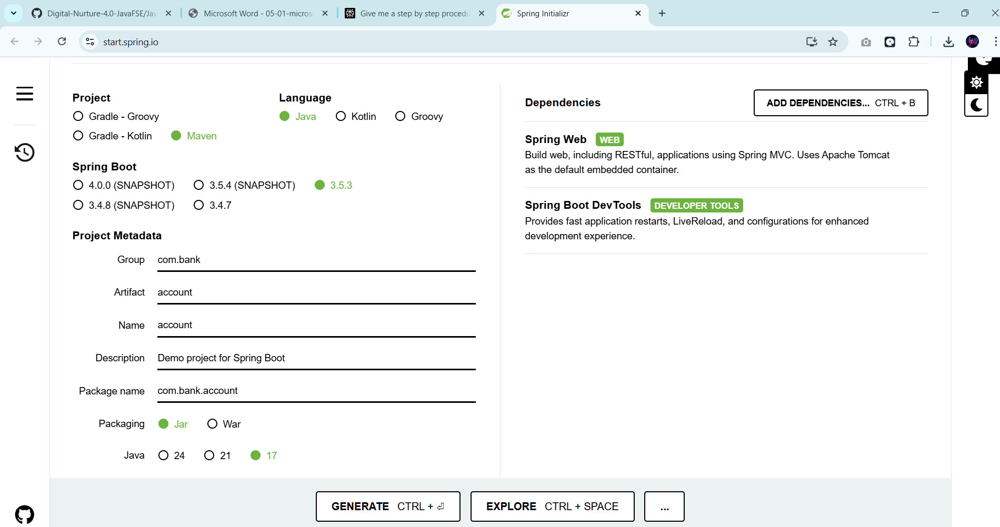 Digital-Nurture-4.0-JavaFSE/Jav
Microsoft Word - 05-01-micros
Give me a step by step procedu
Spring Initializr
start.spring.io
Project
Gradle - Groovy
Gradle - Kotlin
Maven
Language
Java
Kotlin
Groovy
Spring Boot
4.0.0 (SNAPSHOT)
3.5.4 (SNAPSHOT)
3.5.3
3.4.8 (SNAPSHOT)
3.4.7
Project Metadata
Group
com.bank
Artifact
account
Name
account
Description
Demo project for Spring Boot
Package name
com.bank.account
Packaging
Jar
War
Java
24
21
17
Dependencies
ADD DEPENDENCIES... CTRL + B
Spring Web WEB
Build web, including RESTful, applications using Spring MVC. Uses Apache Tomcat
as the default embedded container.
Spring Boot DevTools DEVELOPER TOOLS
Provides fast application restarts, LiveReload, and configurations for enhanced
development experience.
GENERATE CTRL + ⏎
EXPLORE CTRL + SPACE
...